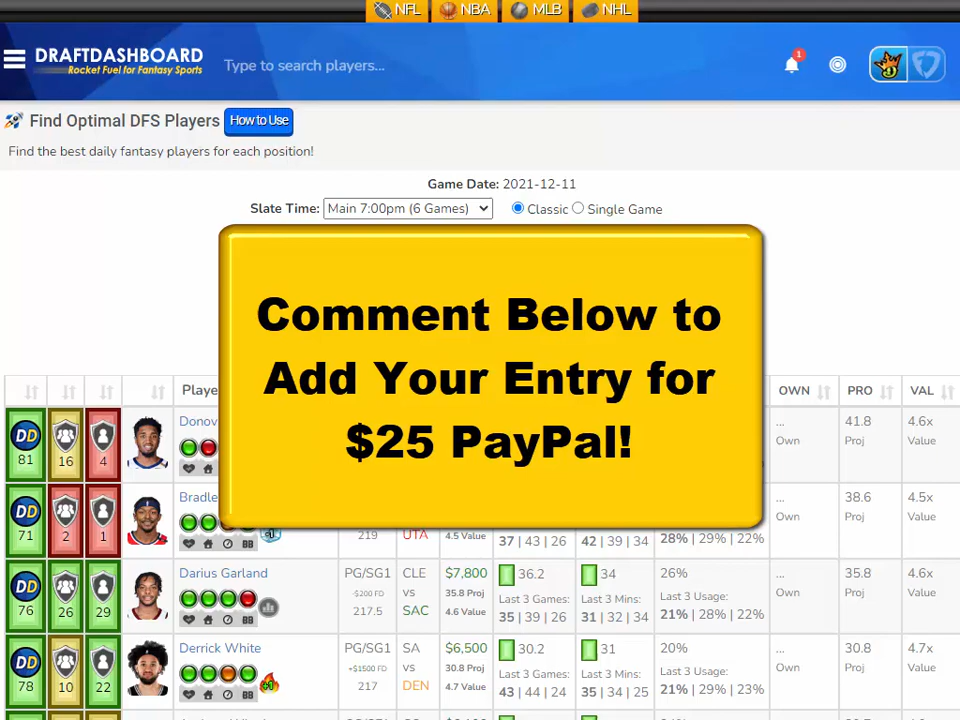 NFL NBA MLB NHL
DRAFTDASHBOARD
Rocket Fuel for Fantasy Sports
Type to search players...
1
Find Optimal DFS Players How to Use
Find the best daily fantasy players for each position!
Game Date: 2021-12-11
Slate Time: Main 7:00pm (6 Games) Classic Single Game
Comment Below to
Add Your Entry for
$25 PayPal!
OWN PRO VAL
DD 81 16 4 Donov ... Own 41.8 Proj 4.6x Value
DD 71 2 1 Bradle ... Own 38.6 Proj 4.5x Value
219 UTA 4.5 Value 37 | 43 | 26 42 | 39 | 34 28% | 29% | 22%
Darius Garland PG/SG1 CLE $7,800 36.2 34 26% ... 35.8 4.6x
-$200 FD vs 35.8 Proj Last 3 Games: Last 3 Mins: Last 3 Usage: Own Proj Value
DD 76 26 29 217.5 SAC 4.6 Value 35 | 39 | 26 31 | 32 | 34 21% | 28% | 22%
Derrick White PG/SG1 SA $6,500 30.2 31 20% ... 30.8 4.7x
+$1500 FD vs 30.8 Proj Last 3 Games: Last 3 Mins: Last 3 Usage: Own Proj Value
DD 78 10 22 +1 217 DEN 4.7 Value 43 | 44 | 24 35 | 34 | 25 21% | 29% | 23%